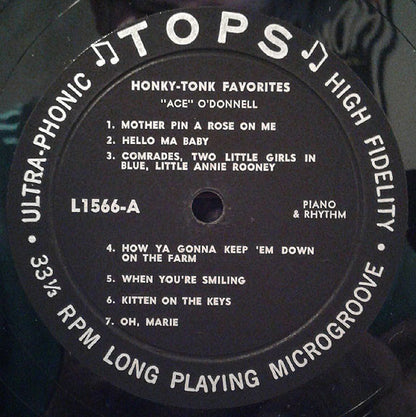 ♫TOPS♫
ULTRA-PHONIC
HIGH FIDELITY
HONKY-TONK FAVORITES
"ACE" O'DONNELL
1. MOTHER PIN A ROSE ON ME
2. HELLO MA BABY
3. COMRADES, TWO LITTLE GIRLS IN
BLUE, LITTLE ANNIE ROONEY
L1566-A
PIANO
& RHYTHM
4. HOW YA GONNA KEEP 'EM DOWN
ON THE FARM
5. WHEN YOU'RE SMILING
6. KITTEN ON THE KEYS
7. OH, MARIE
• 33⅓ RPM LONG PLAYING MICROGROOVE •